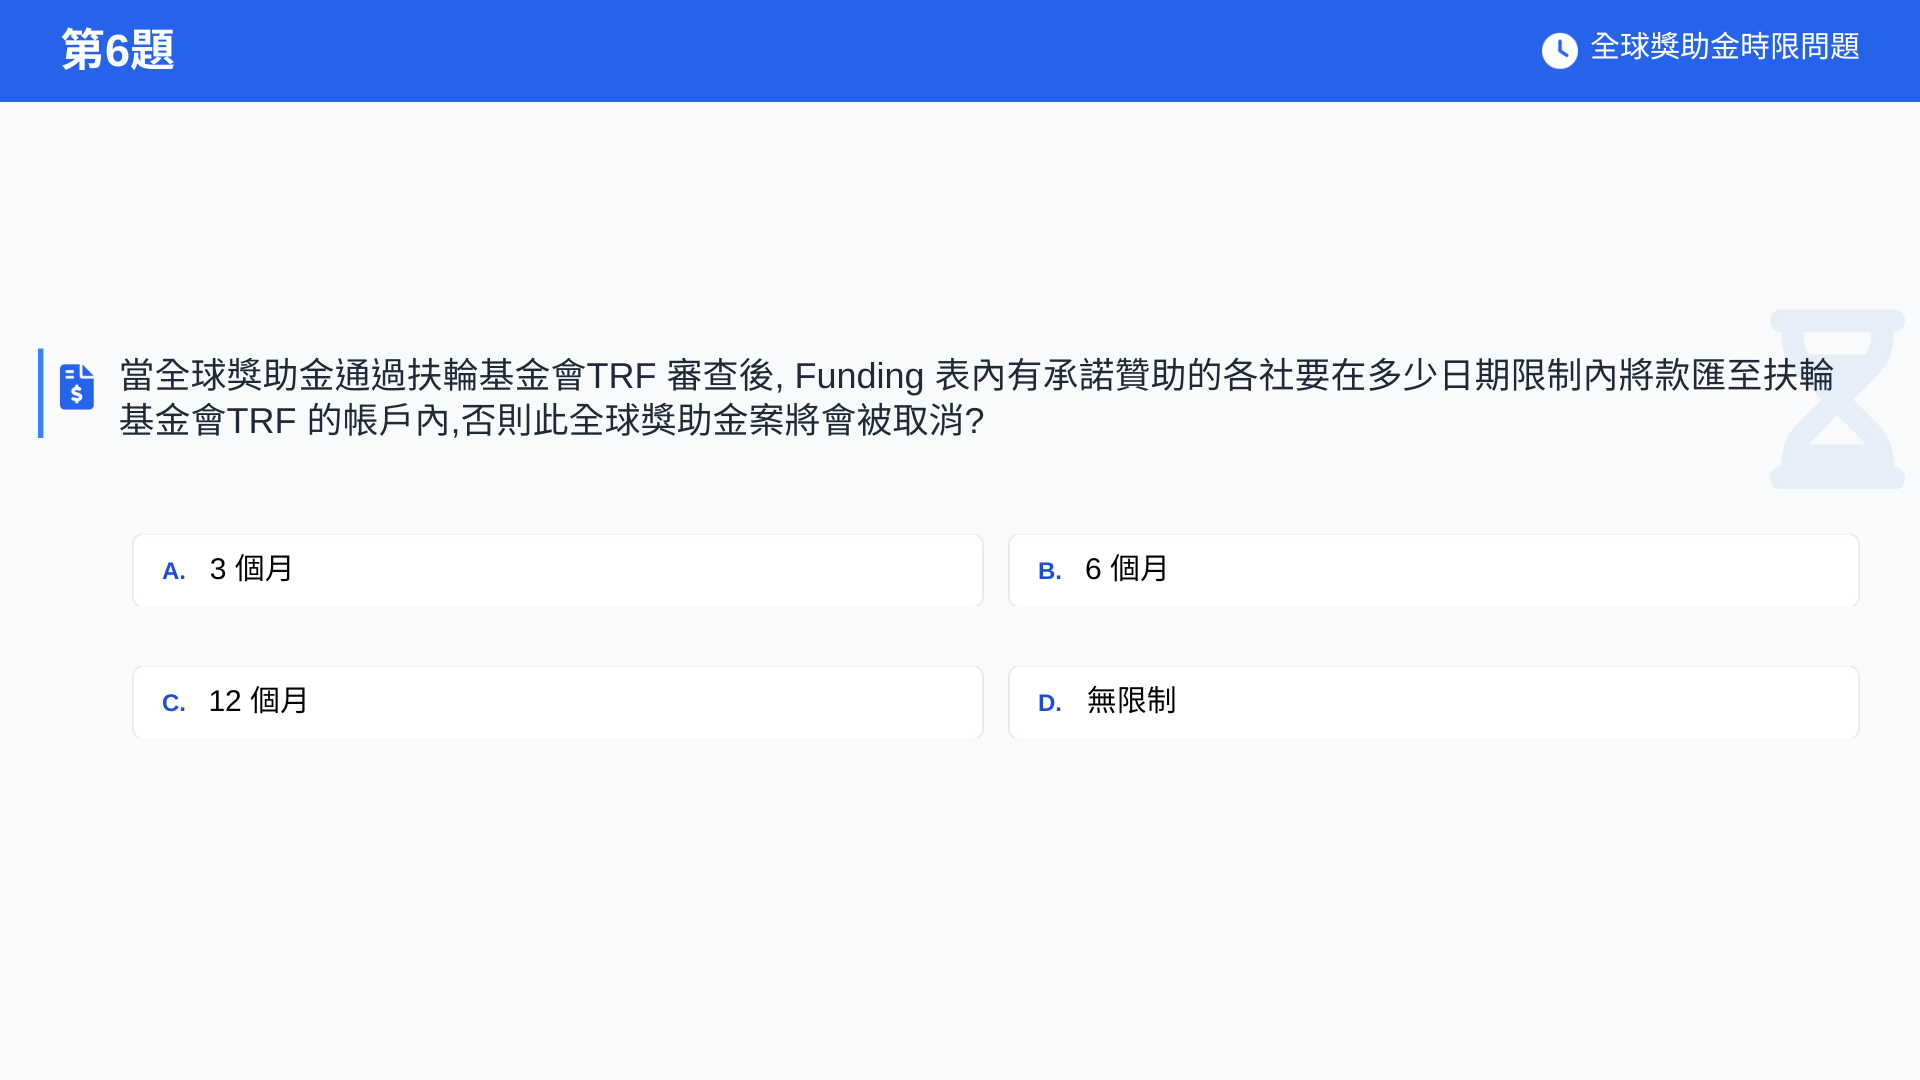 第6題
全球獎助金時限問題
當全球獎助金通過扶輪基金會TRF 審查後, Funding 表內有承諾贊助的各社要在多少日期限制內將款匯至扶輪
基金會TRF 的帳戶內,否則此全球獎助金案將會被取消?
A. 3 個月
B. 6 個月
C. 12 個月
D. 無限制